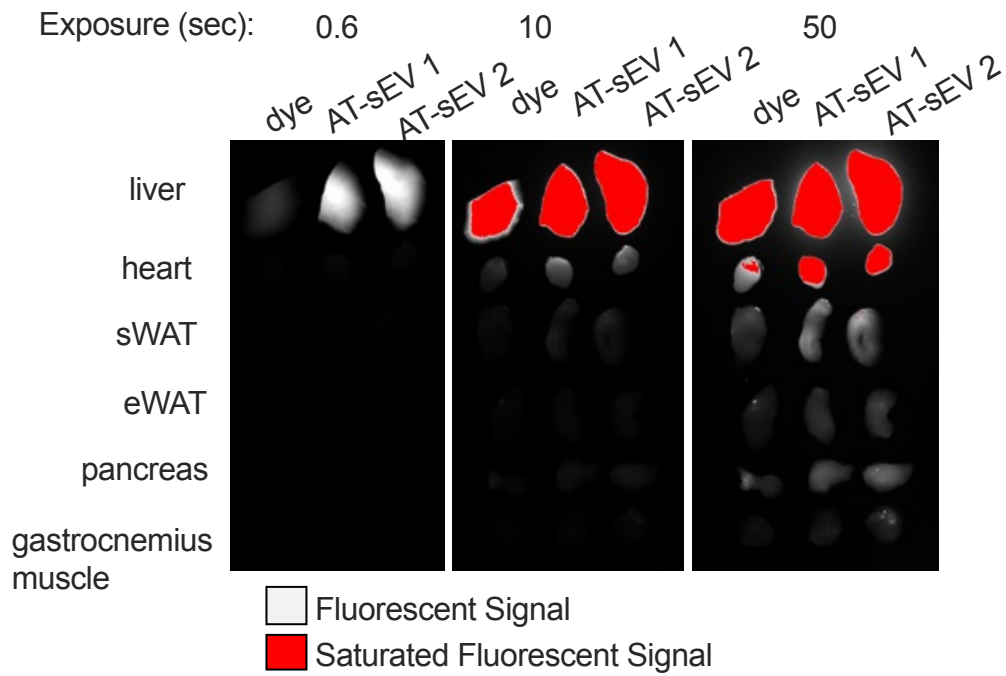 Exposure (sec): 0.6 10 50
dye AT-sEV 1 AT-sEV 2 dye AT-sEV 1 AT-sEV 2 dye AT-sEV 1 AT-sEV 2
liver
heart
sWAT
eWAT
pancreas
gastrocnemius
muscle
Fluorescent Signal
Saturated Fluorescent Signal